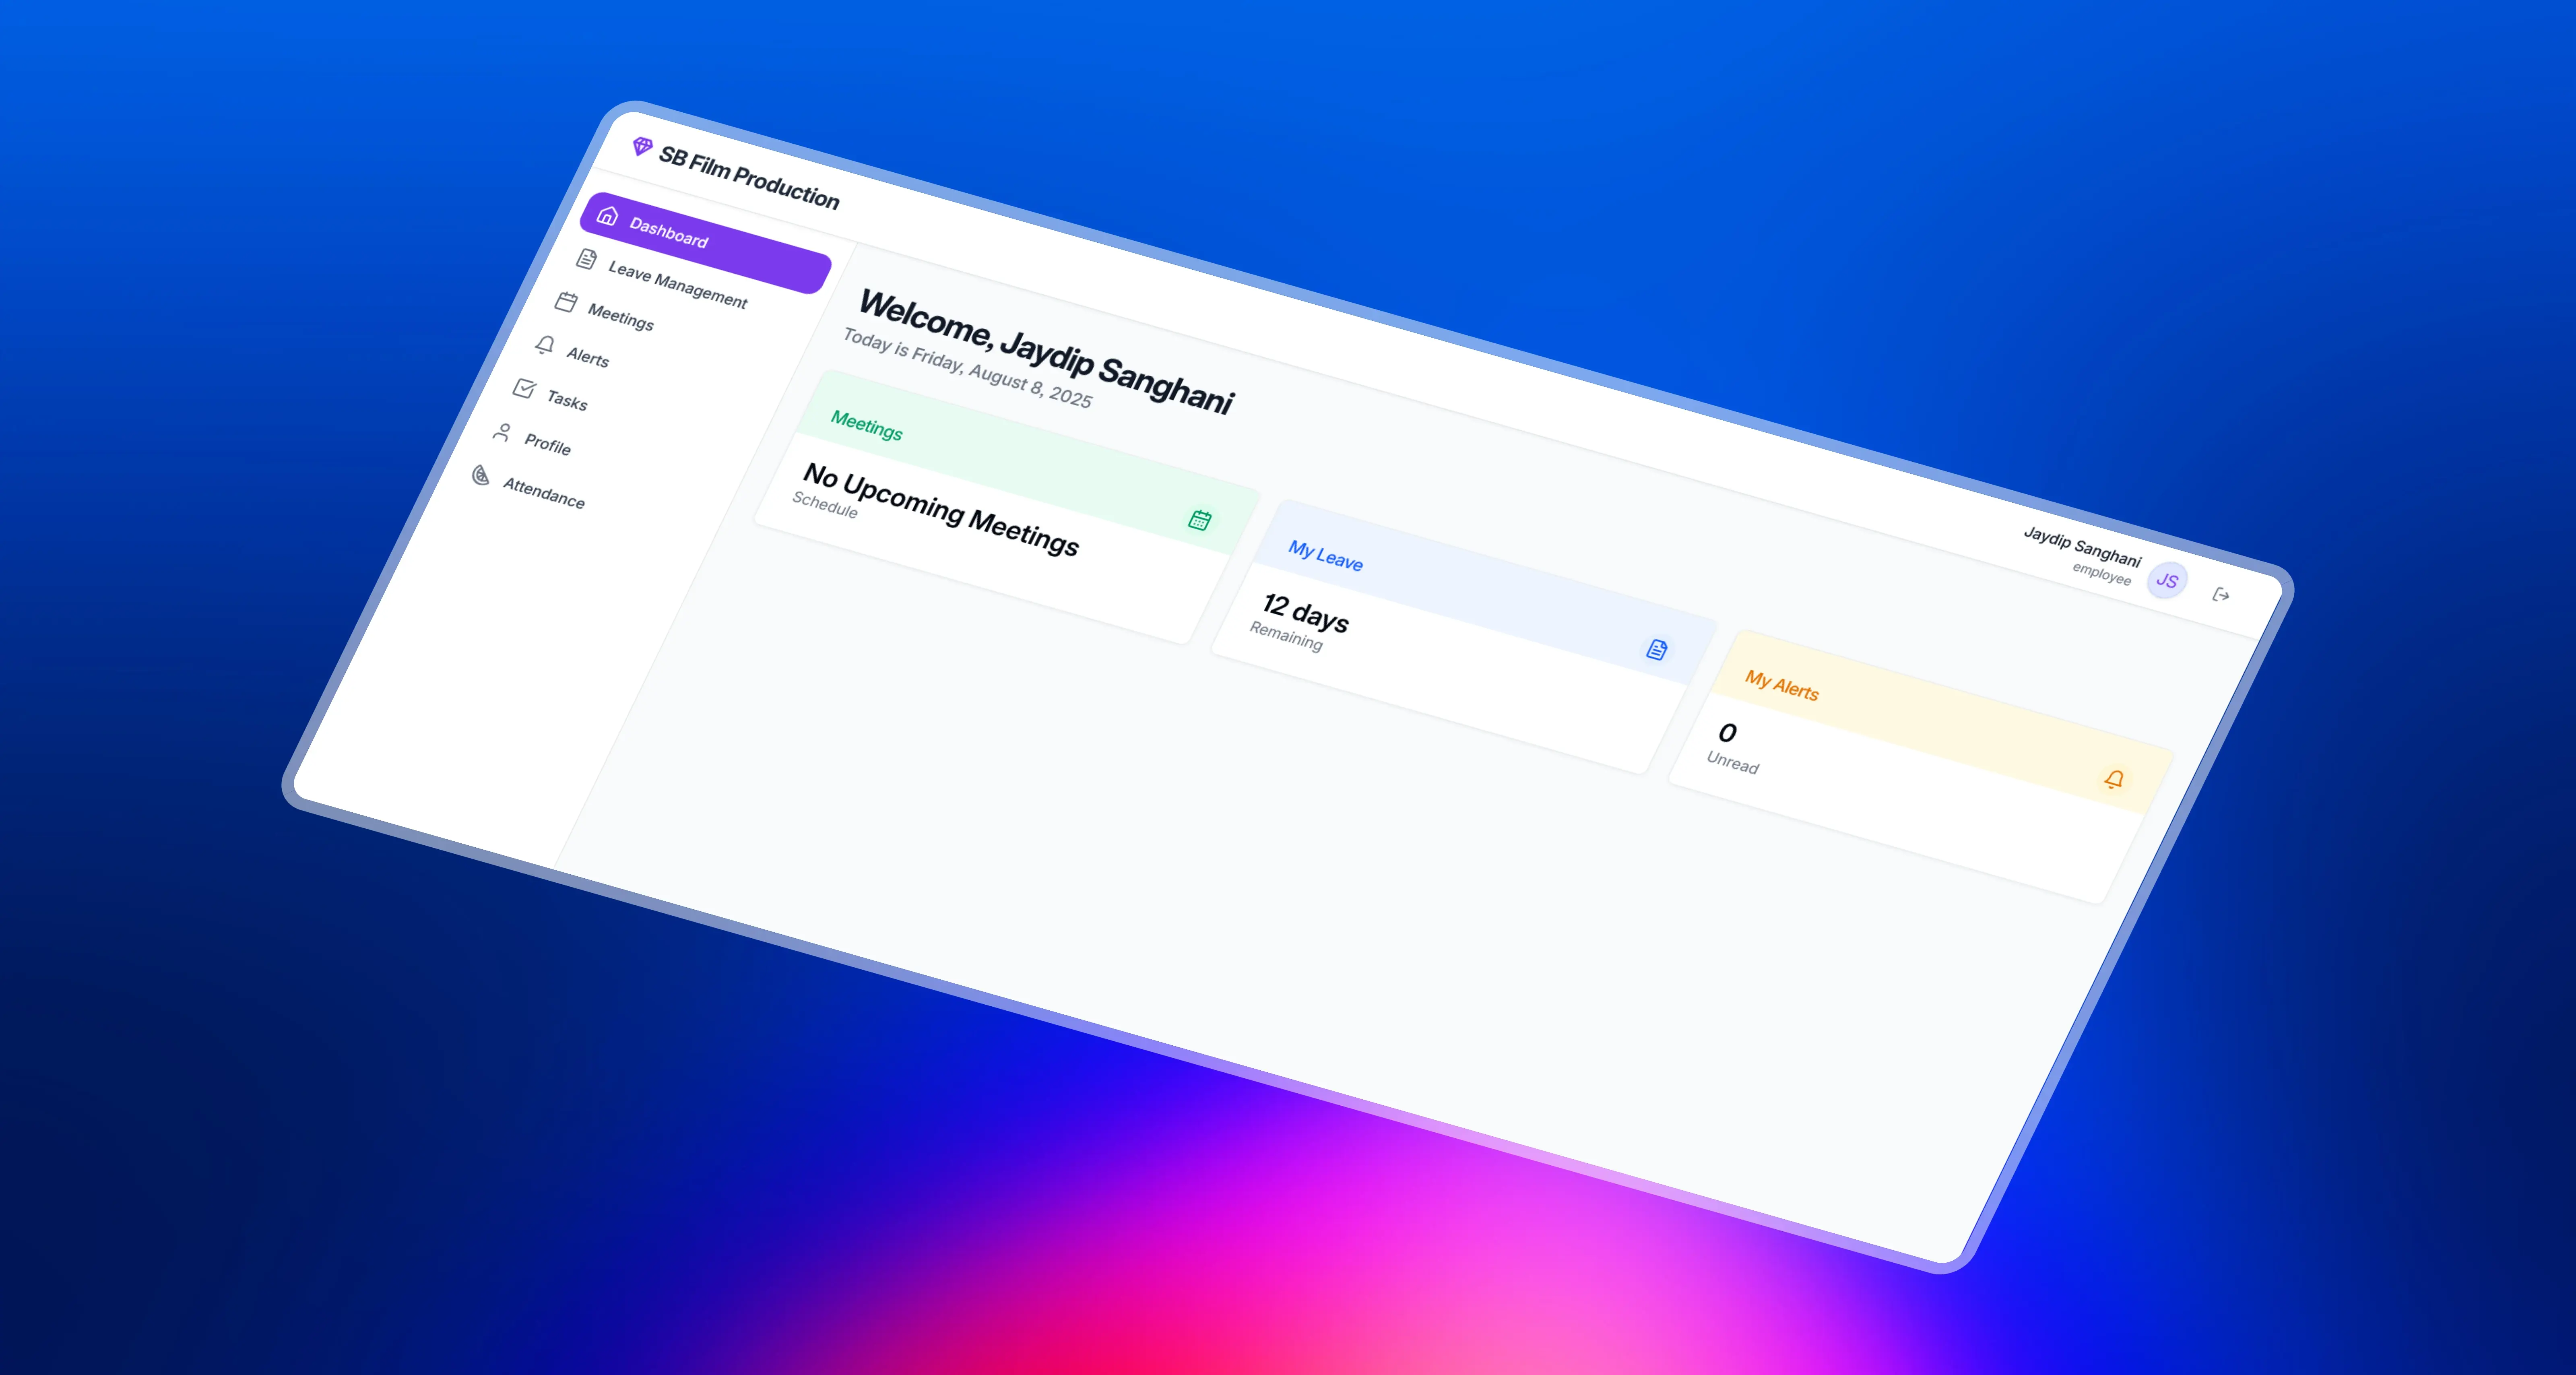 SB Film Production
Jaydip Sanghani
employee
JS
Dashboard
Leave Management
Meetings
Alerts
Tasks
Profile
Attendance
Welcome, Jaydip Sanghani
Today is Friday, August 8, 2025
Meetings
No Upcoming Meetings
Schedule
My Leave
12 days
Remaining
My Alerts
0
Unread